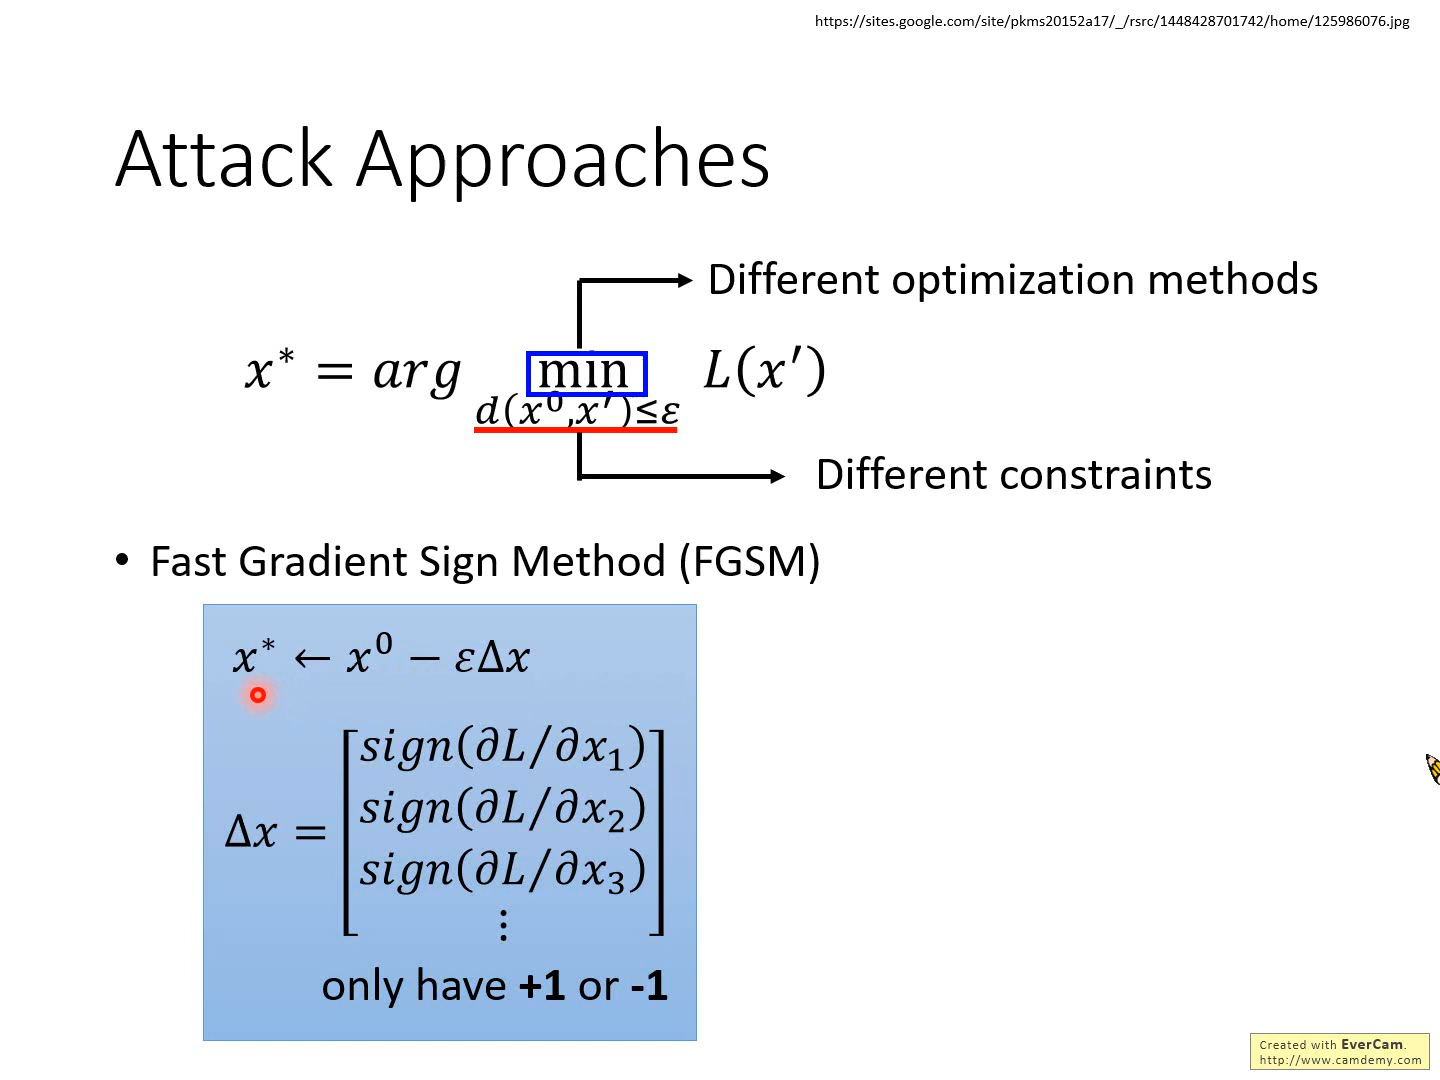 https://sites.google.com/site/pkms20152a17/_/rsrc/1448428701742/home/125986076.jpg
Attack Approaches
Different optimization methods
x* = arg min L(x′)
d(x⁰,x′)≤ε
Different constraints
• Fast Gradient Sign Method (FGSM)
x* ← x⁰ − εΔx
sign(∂L/∂x₁)
sign(∂L/∂x₂)
Δx =
sign(∂L/∂x₃)
⋮
only have +1 or -1
Created with EverCam.
http://www.camdemy.com